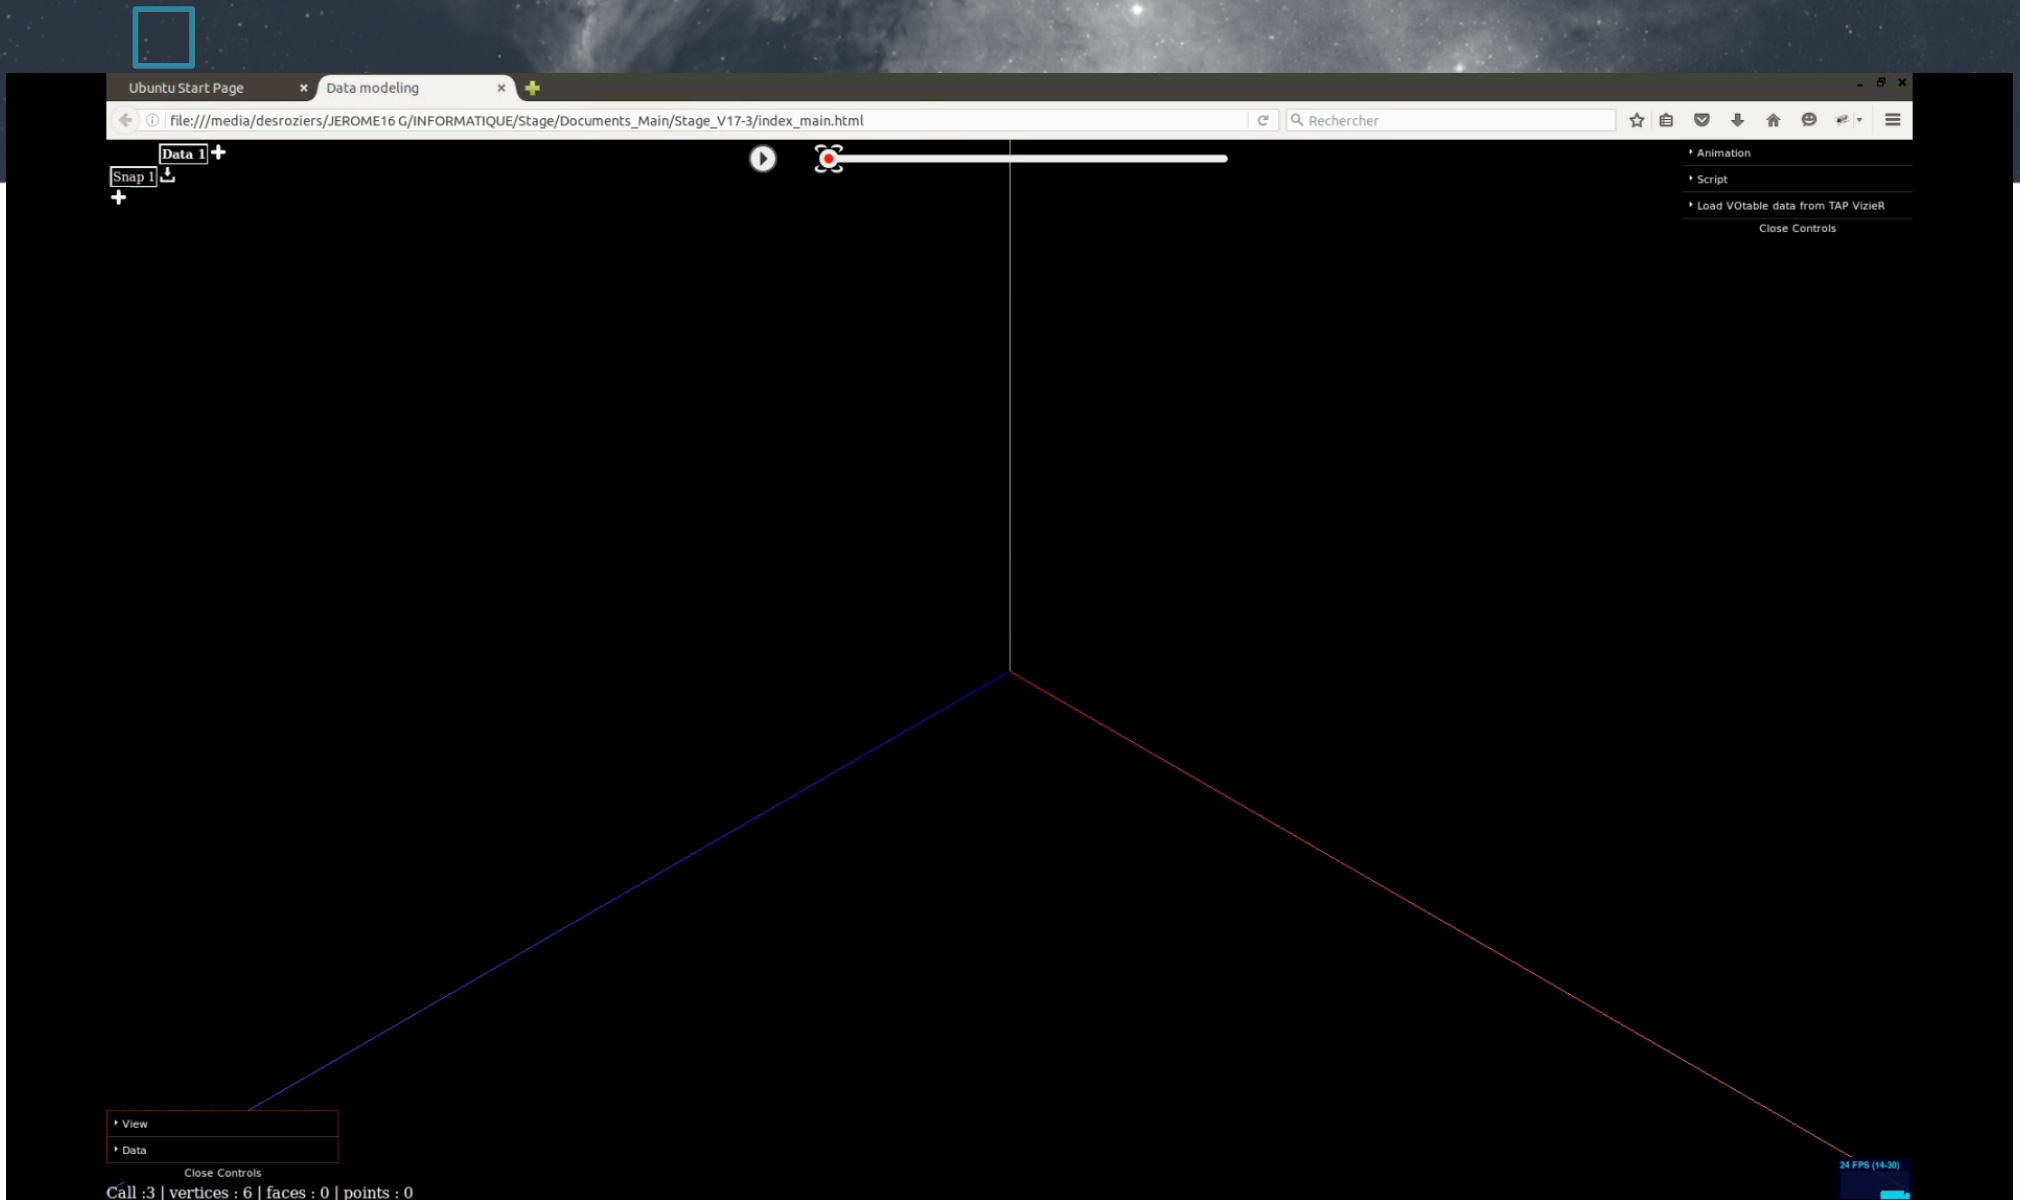 Ubuntu Start Page
Data modeling
file:///media/desroziers/JEROME16 G/INFORMATIQUE/Stage/Documents_Main/Stage_V17-3/index_main.html
Rechercher
Data 1
Snap 1
Animation
Script
Load VOtable data from TAP VizieR
Close Controls
View
Data
Close Controls
Call :3 | vertices : 6 | faces : 0 | points : 0
24 FPS (14-30)